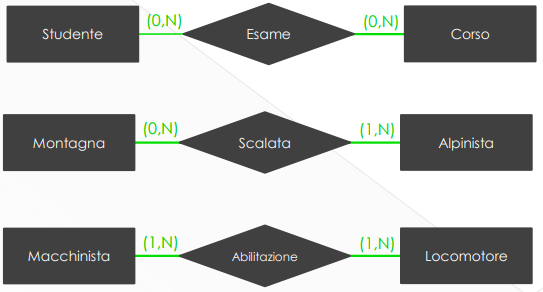 (0,N) (0,N)
Studente Esame Corso
(0,N) (1,N)
Montagna Scalata Alpinista
(1,N) (1,N)
Macchinista Abilitazione Locomotore